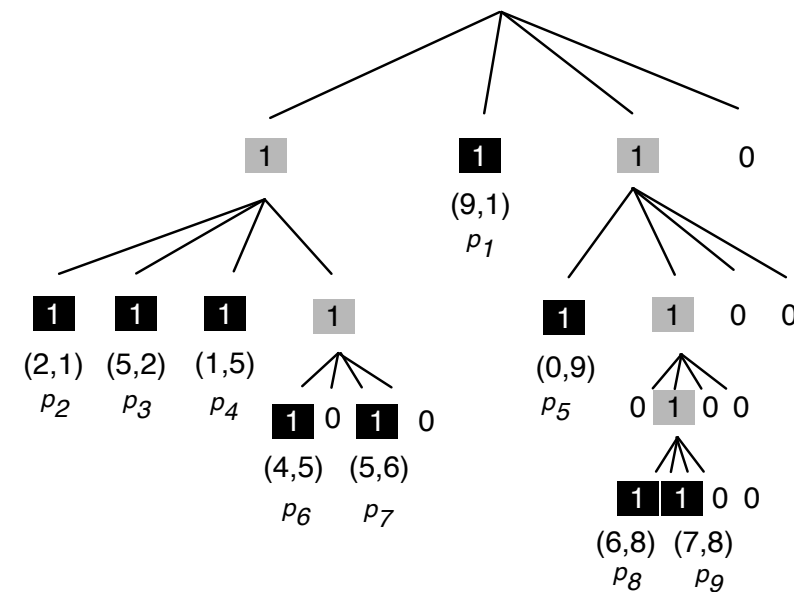 1 1 1 0
(9,1)
p1
1 1 1 1 1 1 0 0
(2,1) (5,2) (1,5) (0,9)
p2 p3 p4 p5 0 1 0 0
1 0 1 0
(4,5) (5,6)
p6 p7
1 1 0 0
(6,8) (7,8)
p8 p9